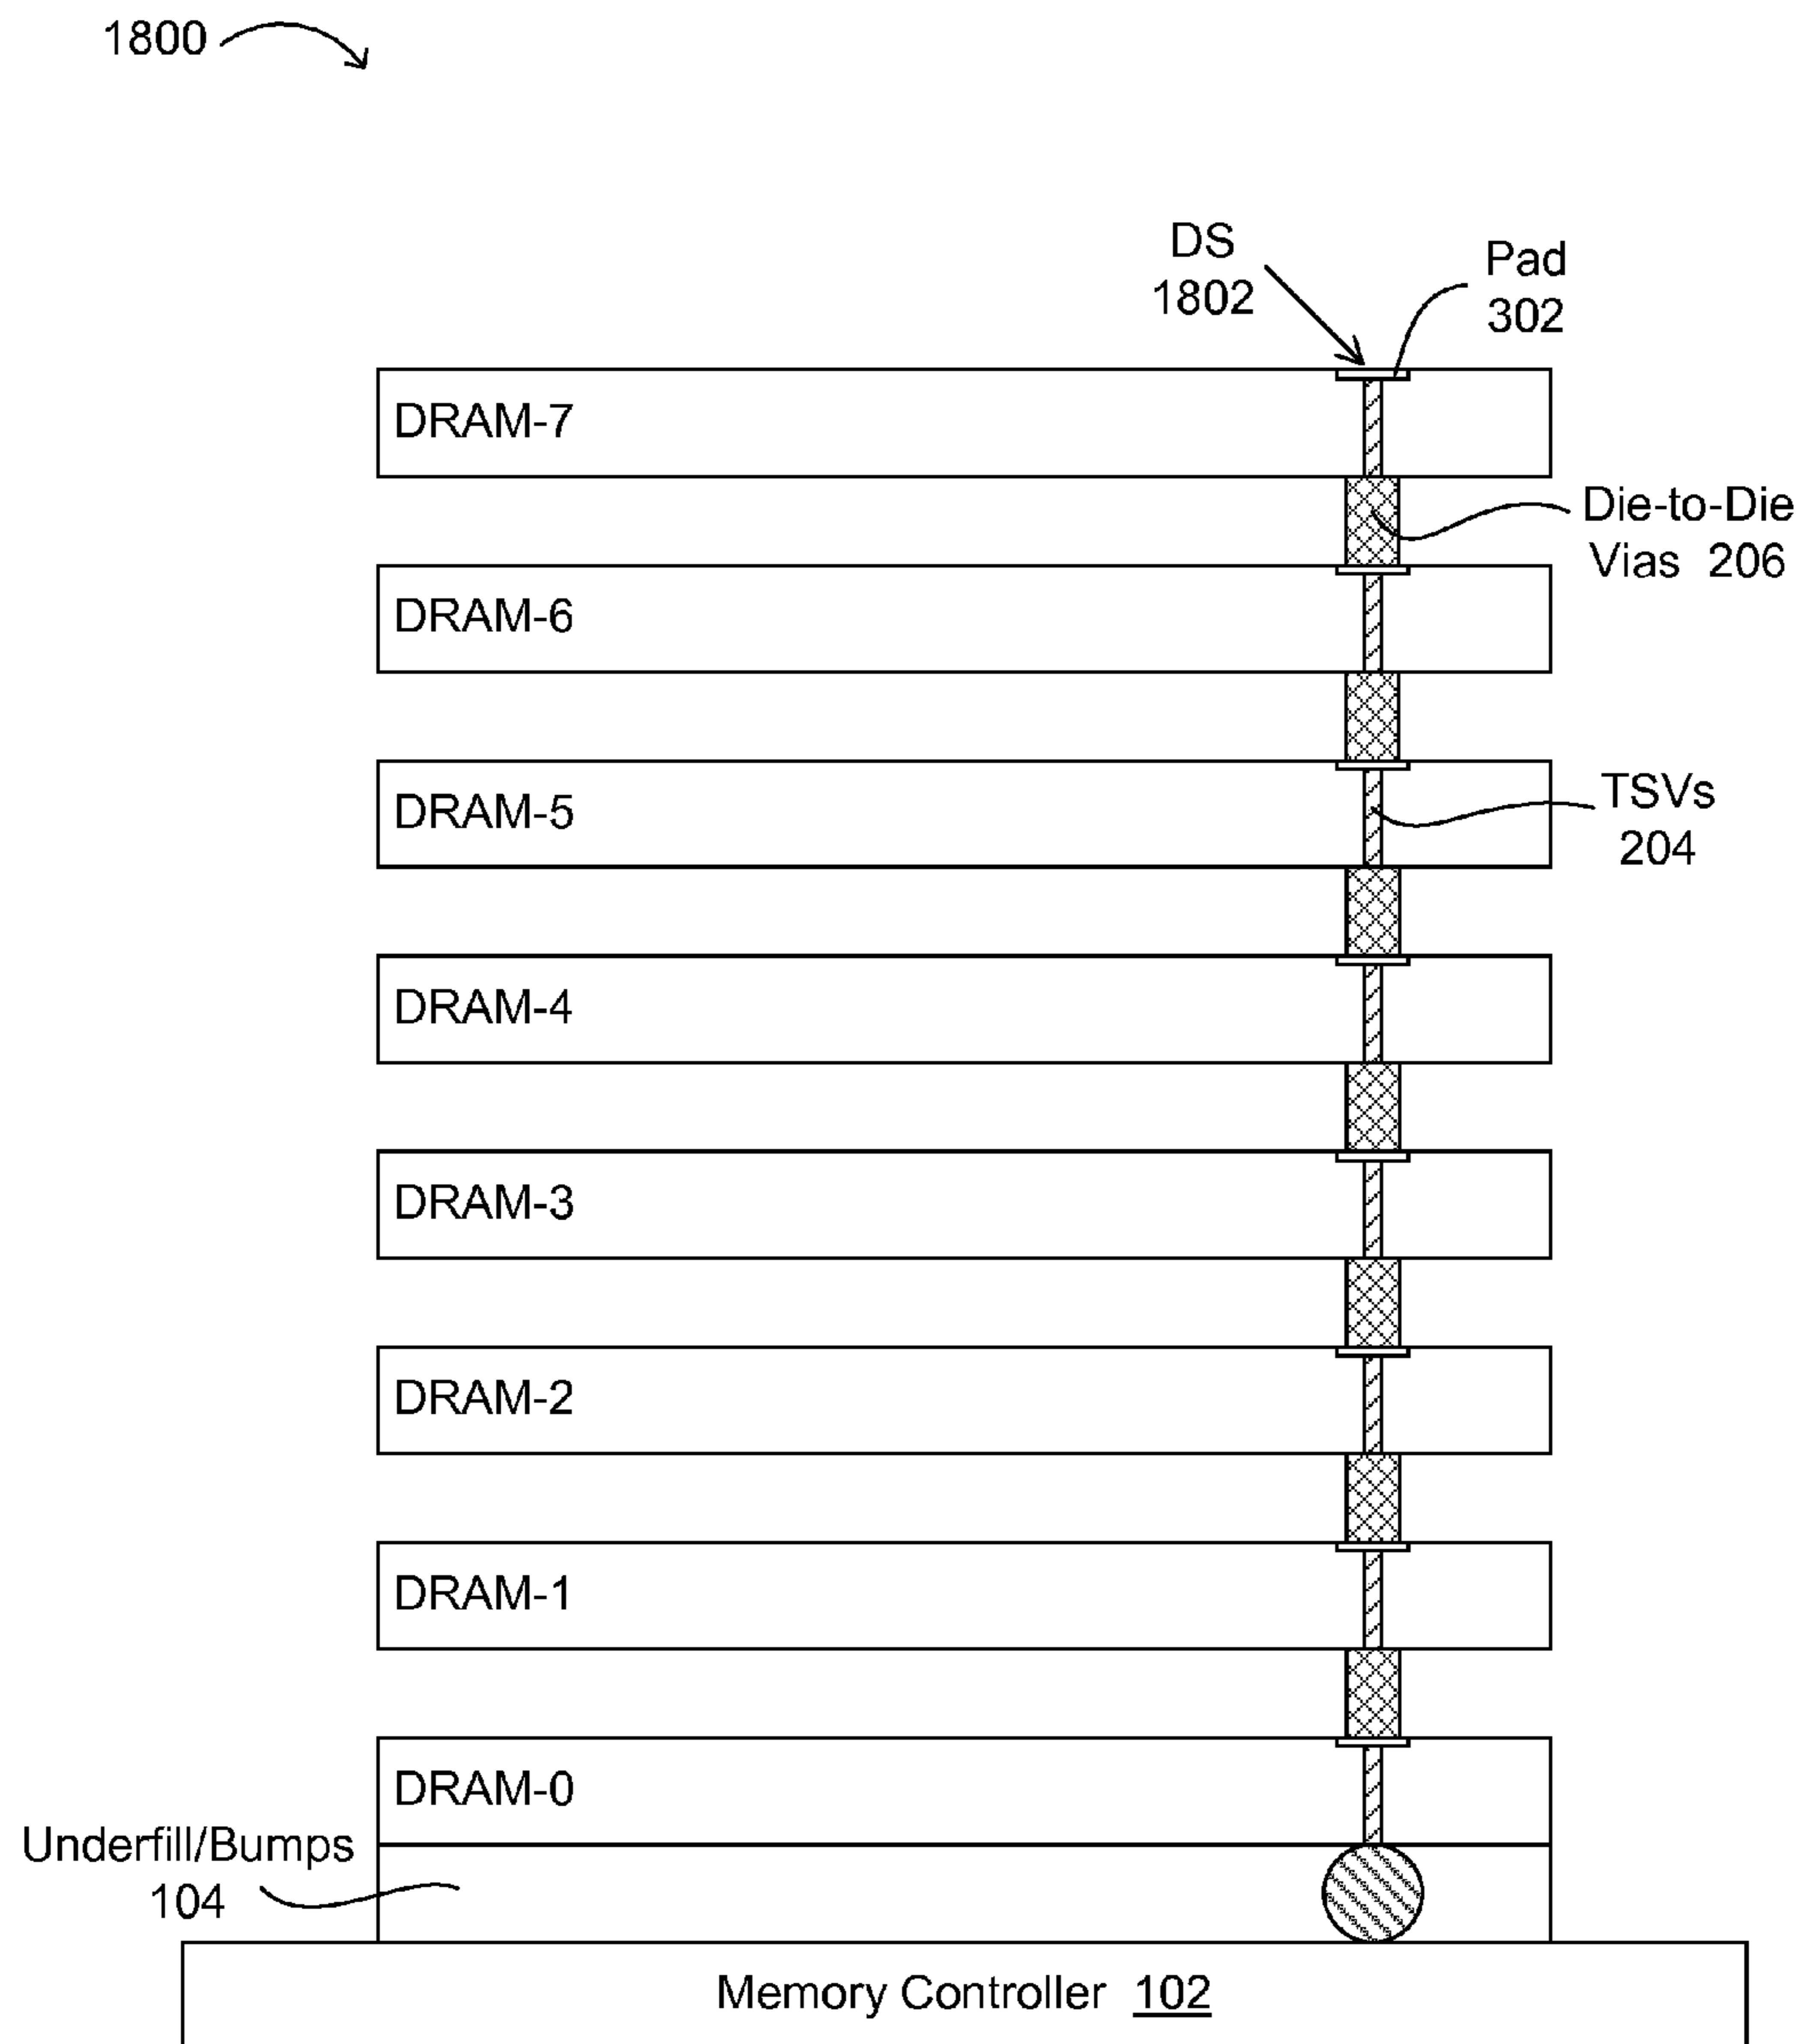 1800
DS
1802
Pad
302
DRAM-7
Die-to-Die
Vias 206
DRAM-6
DRAM-5
TSVs
204
DRAM-4
DRAM-3
DRAM-2
DRAM-1
DRAM-0
Underfill/Bumps
104
Memory Controller 102